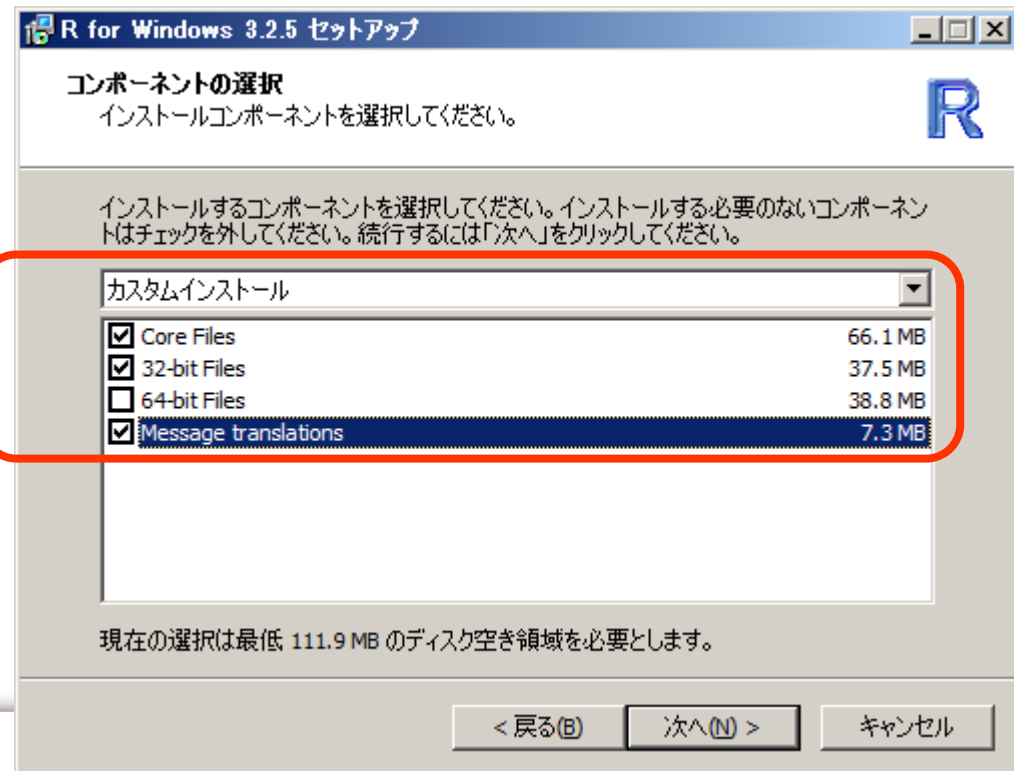 R for Windows 3.2.5 セットアップ
コンポーネントの選択
インストールコンポーネントを選択してください。
R
インストールするコンポーネントを選択してください。インストールする必要のないコンポーネン
トはチェックを外してください。続行するには「次へ」をクリックしてください。
カスタムインストール
Core Files 66.1 MB
32-bit Files 37.5 MB
64-bit Files 38.8 MB
Message translations 7.3 MB
現在の選択は最低 111.9 MB のディスク空き領域を必要とします。
< 戻る(B) 次へ(N) > キャンセル